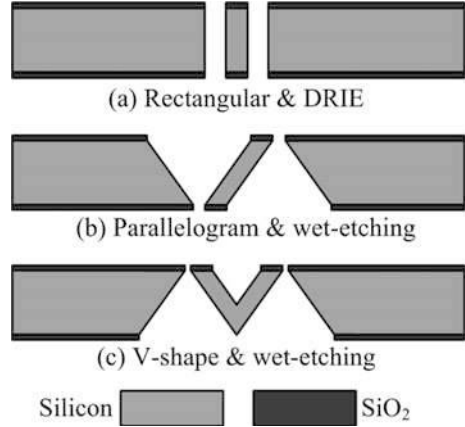 (a) Rectangular & DRIE
(b) Parallelogram & wet-etching
(c) V-shape & wet-etching
Silicon SiO₂